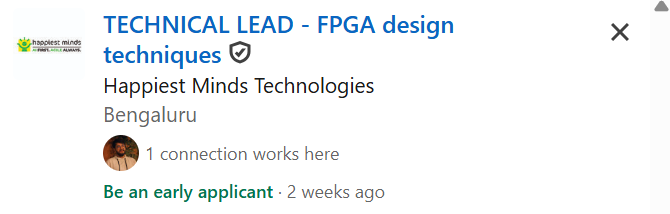 happiest minds
TECHNICAL LEAD - FPGA design
techniques
Happiest Minds Technologies
Bengaluru
1 connection works here
Be an early applicant · 2 weeks ago